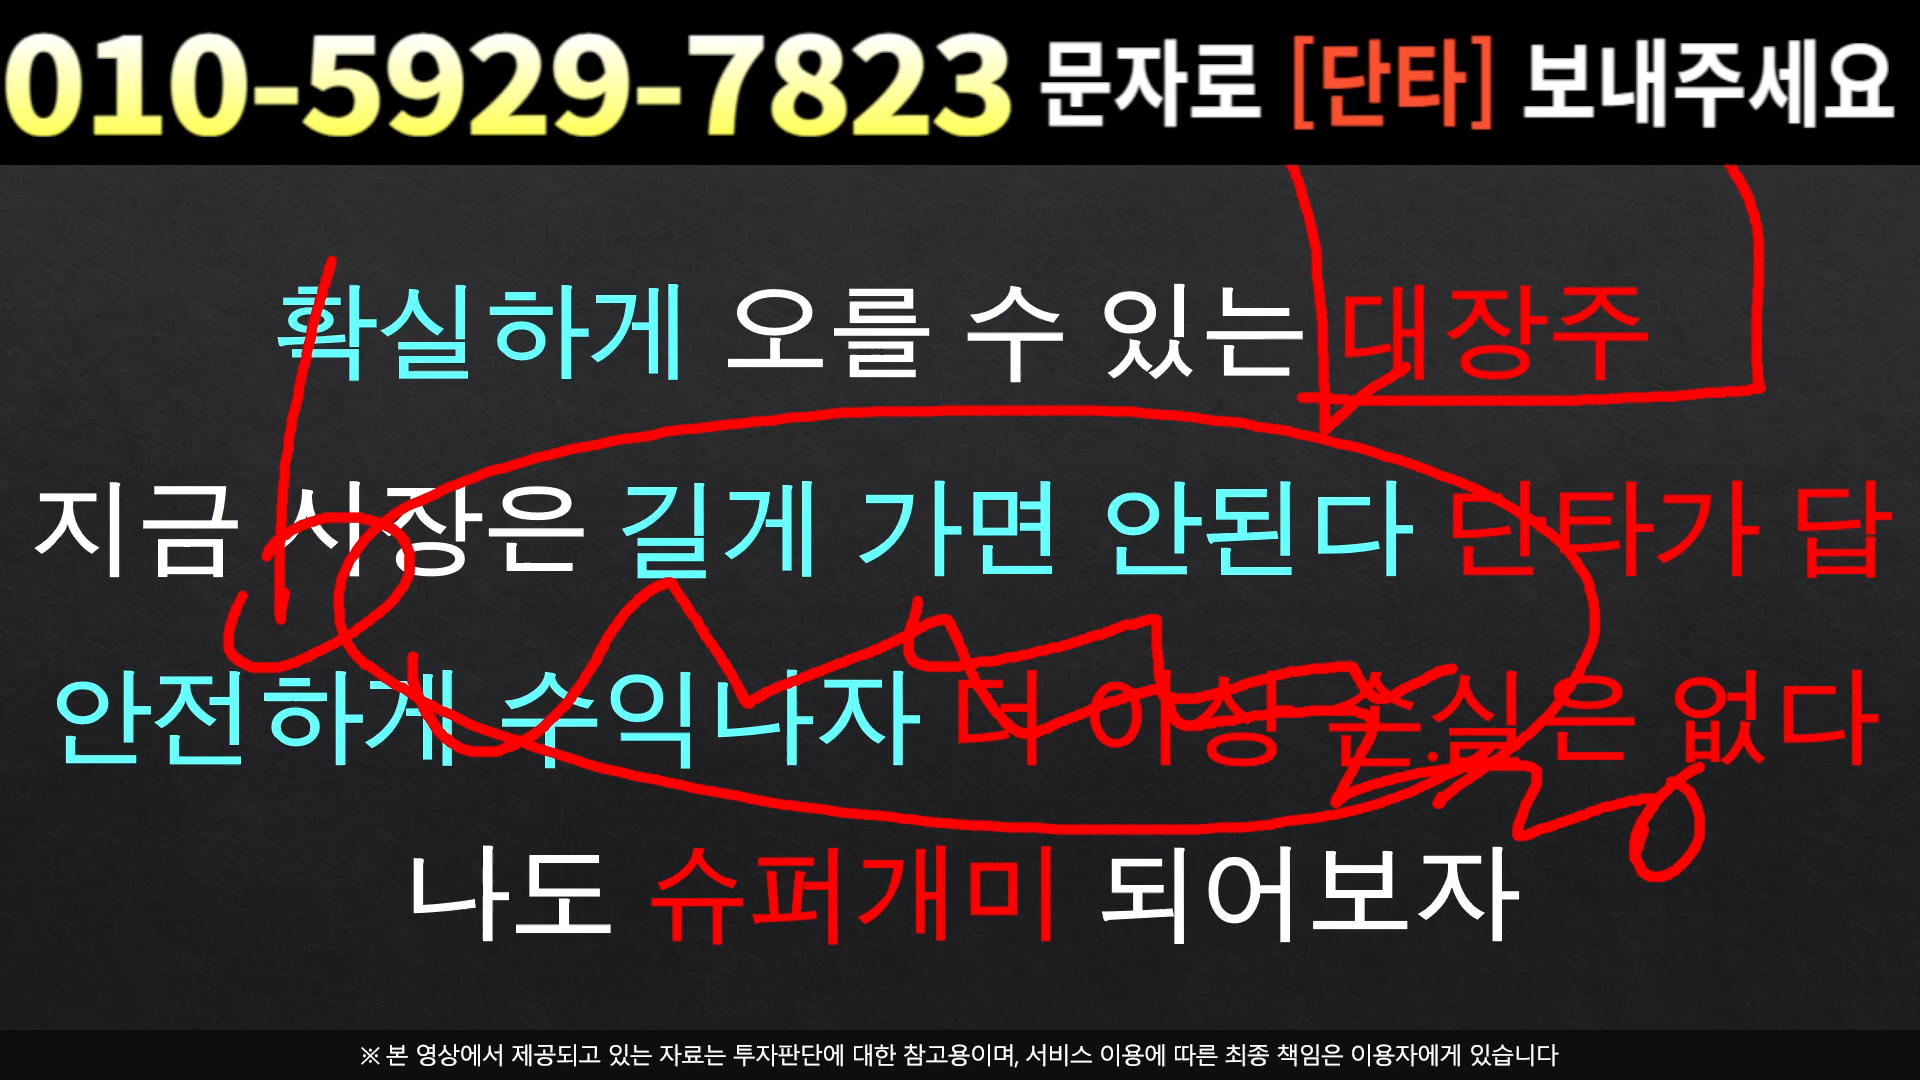 010-5929-7823 문자로 [단타] 보내주세요
확실하게 오를 수 있는 대장주
지금 시장은 길게 가면 안된다 단타가 답
안전하게 수익나자 더 이상 손.실은 없다
나도 슈퍼개미 되어보자
※ 본 영상에서 제공되고 있는 자료는 투자판단에 대한 참고용이며, 서비스 이용에 따른 최종 책임은 이용자에게 있습니다